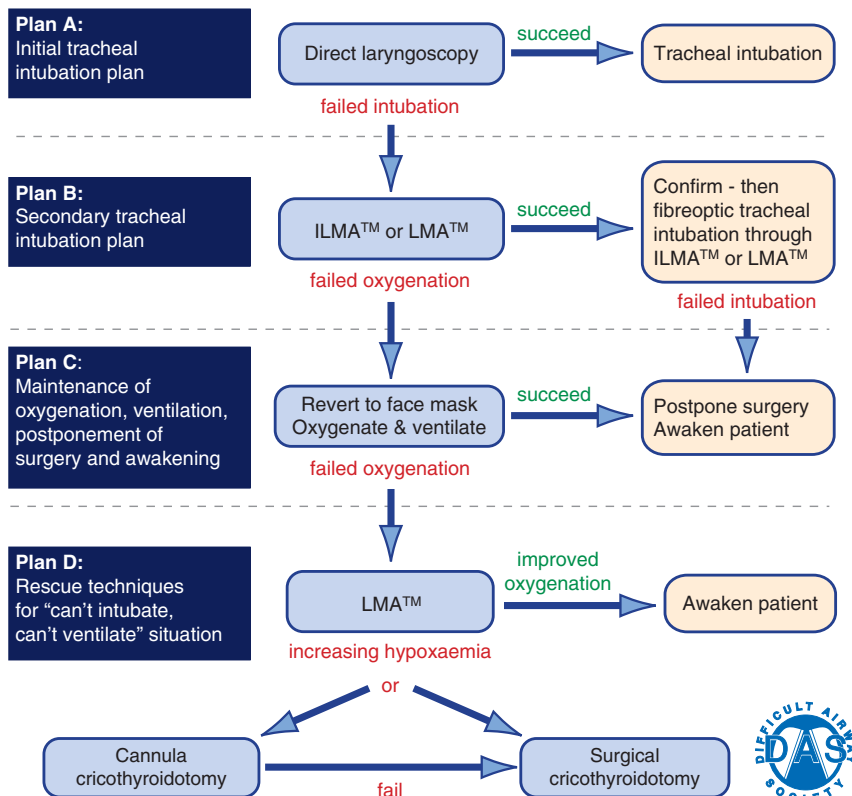 Plan A:
Initial tracheal
intubation plan
Direct laryngoscopy
succeed
Tracheal intubation
failed intubation
Plan B:
Secondary tracheal
intubation plan
ILMA™ or LMA™
succeed
Confirm - then
fibreoptic tracheal
intubation through
ILMA™ or LMA™
failed oxygenation
failed intubation
Plan C:
Maintenance of
oxygenation, ventilation,
postponement of
surgery and awakening
Revert to face mask
Oxygenate & ventilate
succeed
Postpone surgery
Awaken patient
failed oxygenation
Plan D:
Rescue techniques
for “can’t intubate,
can’t ventilate” situation
LMA™
improved
oxygenation
Awaken patient
increasing hypoxaemia
or
Cannula
cricothyroidotomy
fail
Surgical
cricothyroidotomy
DIFFICULT AIRWAY
DAS
SOCIETY